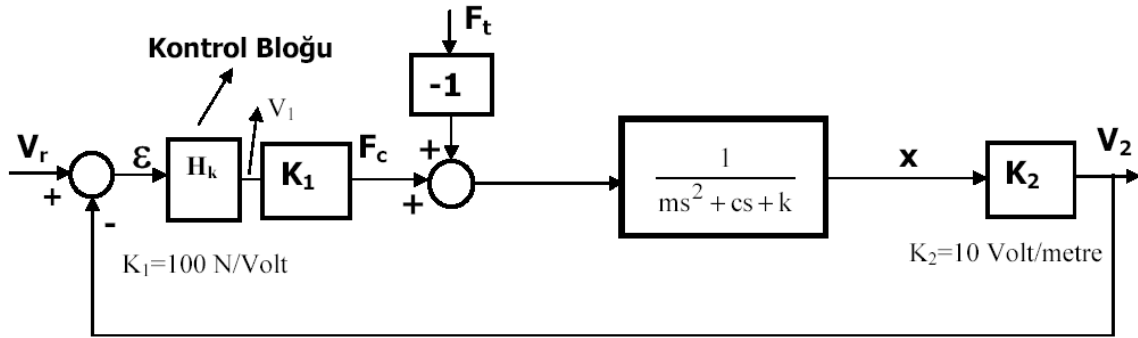 F_t
Kontrol Bloğu
-1
V_1
V_r
ε
H_k
K_1
F_c
+
+
+
-
1
ms^2+cs+k
x
K_2
V_2
K_1=100 N/Volt
K_2=10 Volt/metre